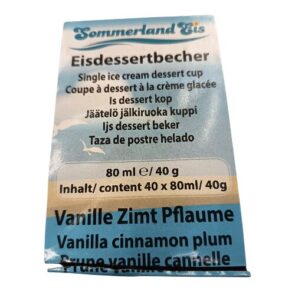 Sommerland Eis
Eisdessertbecher
Single ice cream dessert cup
Coupe à dessert à la crème glacée
Is dessert kop
Jäätelö jälkiruoka kuppi
Ijs dessert beker
Taza de postre helado
80 ml e/ 40 g
Inhalt/ content 40 x 80ml/ 40g
Vanille Zimt Pflaume
Vanilla cinnamon plum
Prune vanille cannelle